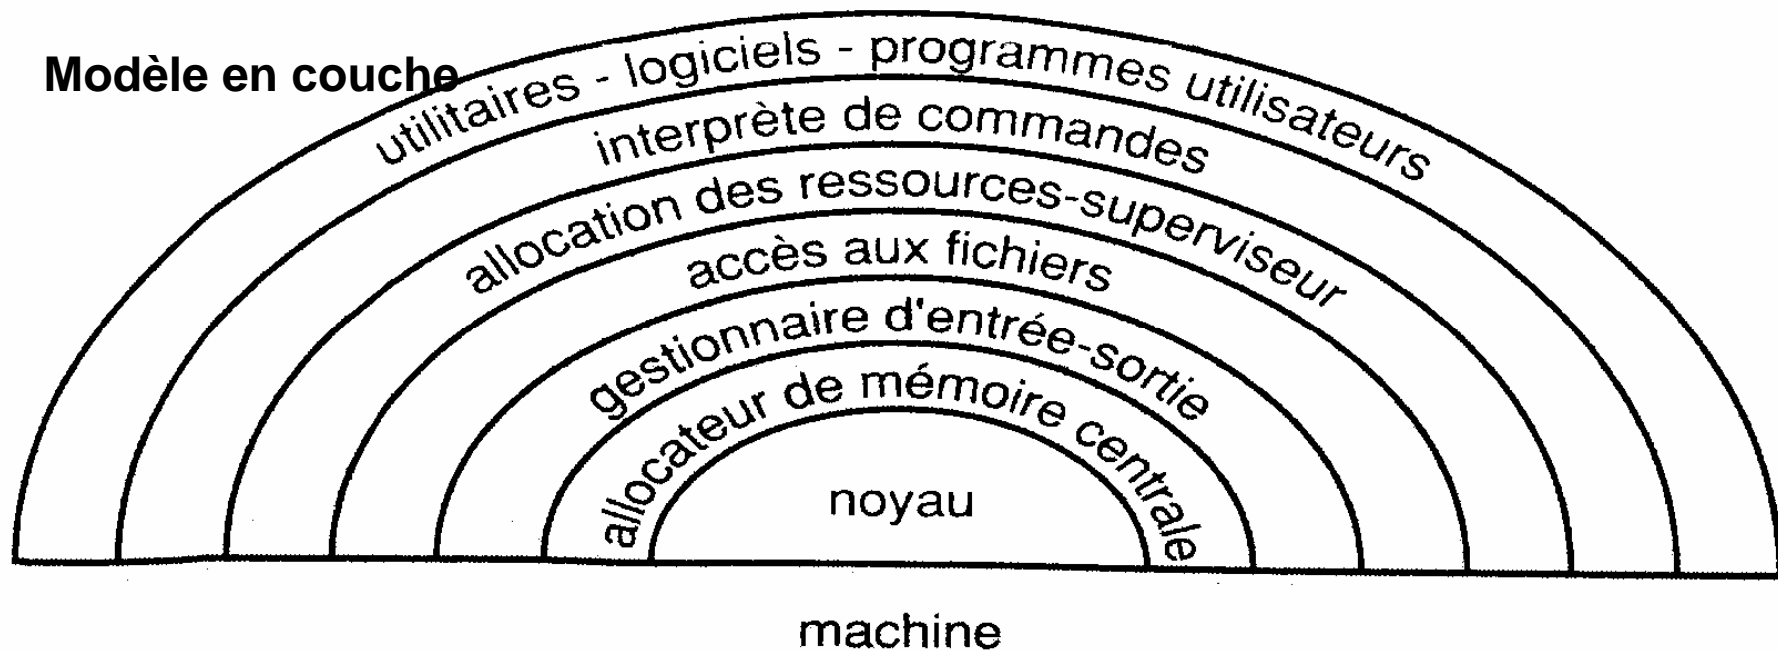 Modèle en couche
utilitaires - logiciels - programmes utilisateurs
interprète de commandes
allocation des ressources-superviseur
accès aux fichiers
gestionnaire d'entrée-sortie
allocateur de mémoire centrale
noyau
machine